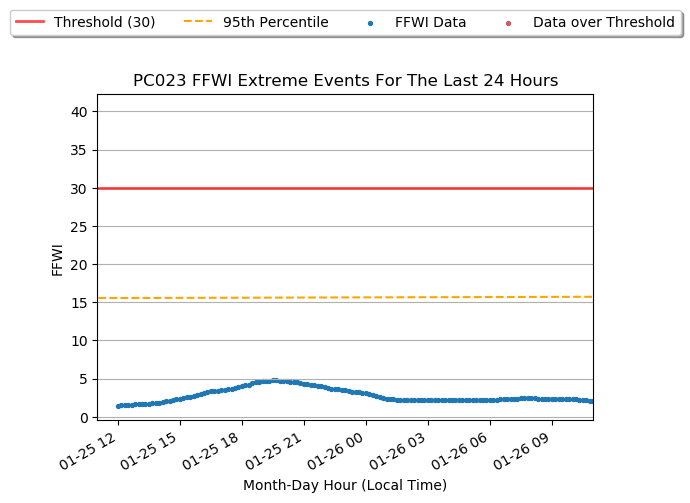 Threshold (30) 95th Percentile FFWI Data Data over Threshold
PC023 FFWI Extreme Events For The Last 24 Hours
40
35
30
25
20
15
10
5
0
FFWI
01-25 12 01-25 15 01-25 18 01-25 21 01-26 00 01-26 03 01-26 06 01-26 09
Month-Day Hour (Local Time)